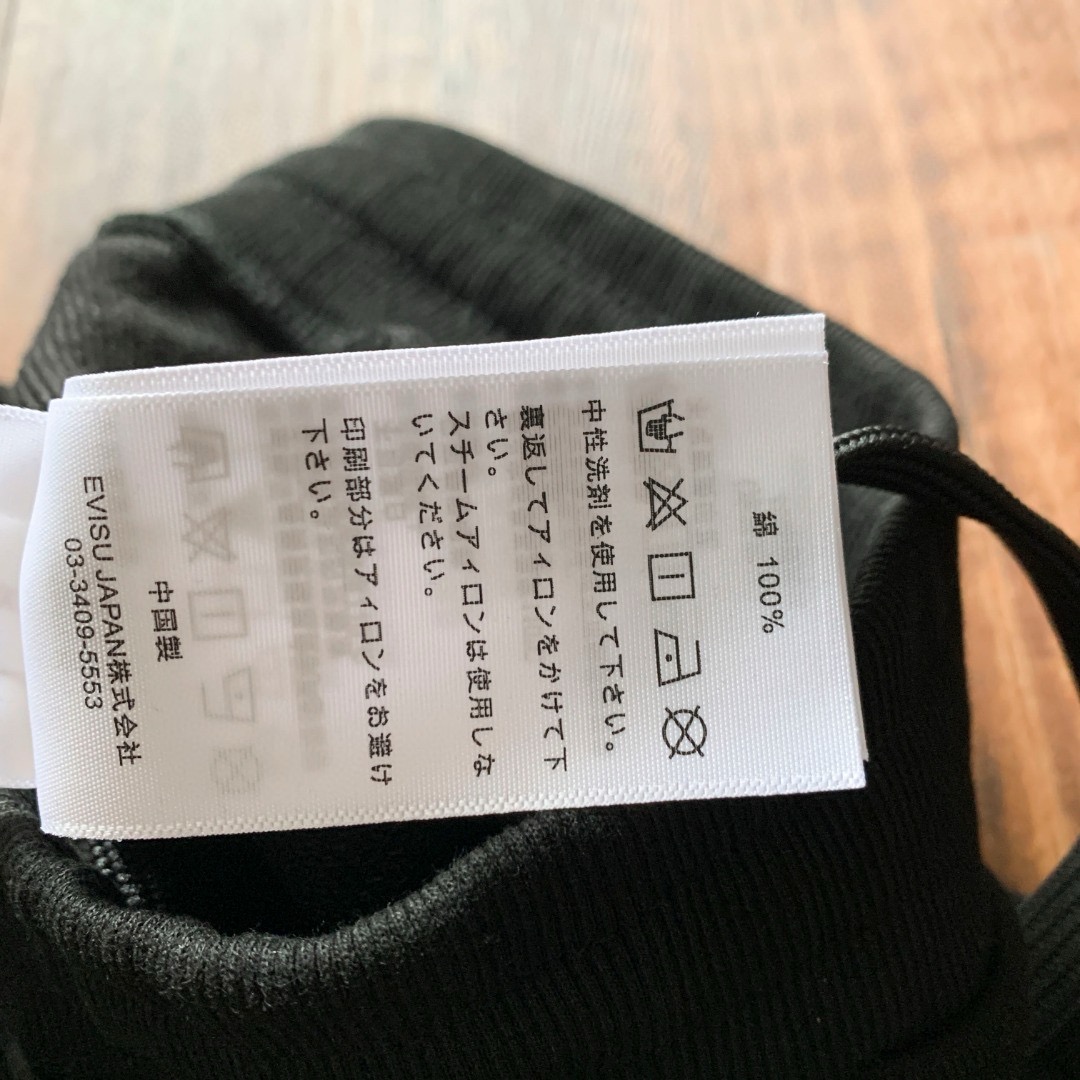 綿 100%
中性洗剤を使用して下さい。
裏返してアイロンをかけて下
さい。
スチームアイロンは使用しな
いてください。
印刷部分はアイロンをお避け
下さい。
中国製
EVISU JAPAN株式会社
03-3409-5553